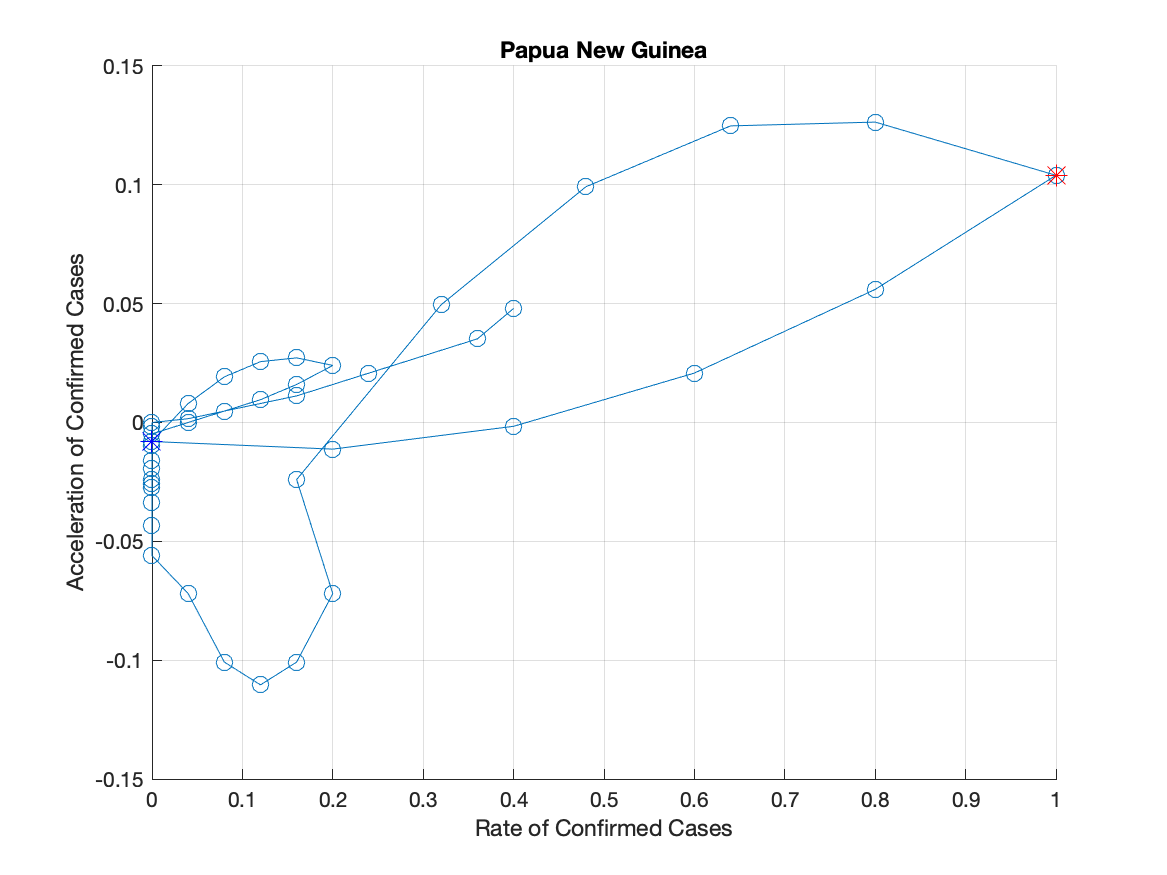 Papua New Guinea
0.15
0.1
0.05
0
-0.05
-0.1
-0.15
Acceleration of Confirmed Cases
0 0.1 0.2 0.3 0.4 0.5 0.6 0.7 0.8 0.9 1
Rate of Confirmed Cases